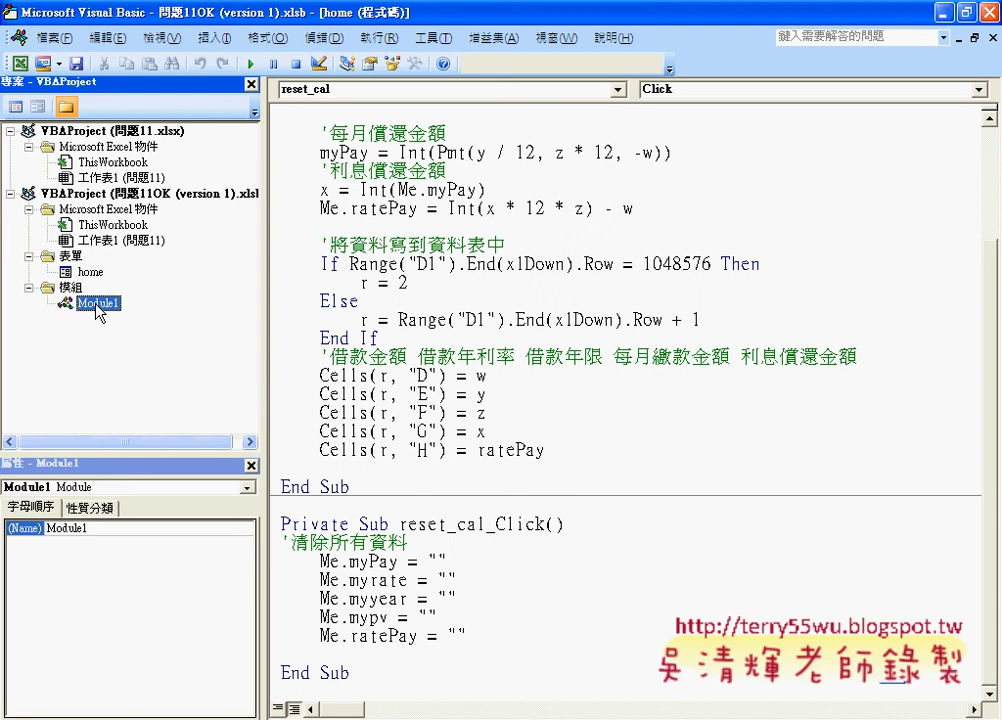 Microsoft Visual Basic - 問題11OK (version 1).xlsb - [home (程式碼)]
檔案(F) 編輯(E) 檢視(V) 插入(I) 格式(O) 偵錯(D) 執行(R) 工具(T) 增益集(A) 視窗(W) 說明(H)
鍵入需要解答的問題
專案 - VBAProject
reset_cal
Click
VBAProject (問題11.xlsx)
Microsoft Excel 物件
ThisWorkbook
工作表1 (問題11)
VBAProject (問題11OK (version 1).xlsl
Microsoft Excel 物件
ThisWorkbook
工作表1 (問題11)
表單
home
模組
Module1
屬性 - Module1
Module1 Module
字母順序 性質分類
(Name) Module1
'每月償還金額
myPay = Int(Pmt(y / 12, z * 12, -w))
'利息償還金額
x = Int(Me.myPay)
Me.ratePay = Int(x * 12 * z) - w
'將資料寫到資料表中
If Range("D1").End(xlDown).Row = 1048576 Then
r = 2
Else
r = Range("D1").End(xlDown).Row + 1
End If
'借款金額 借款年利率 借款年限 每月繳款金額 利息償還金額
Cells(r, "D") = w
Cells(r, "E") = y
Cells(r, "F") = z
Cells(r, "G") = x
Cells(r, "H") = ratePay
End Sub
Private Sub reset_cal_Click()
'清除所有資料
Me.myPay = ""
Me.myrate = ""
Me.myyear = ""
Me.mypv = ""
Me.ratePay = ""
End Sub
http://terry55wu.blogspot.tw
吳清輝老師錄製